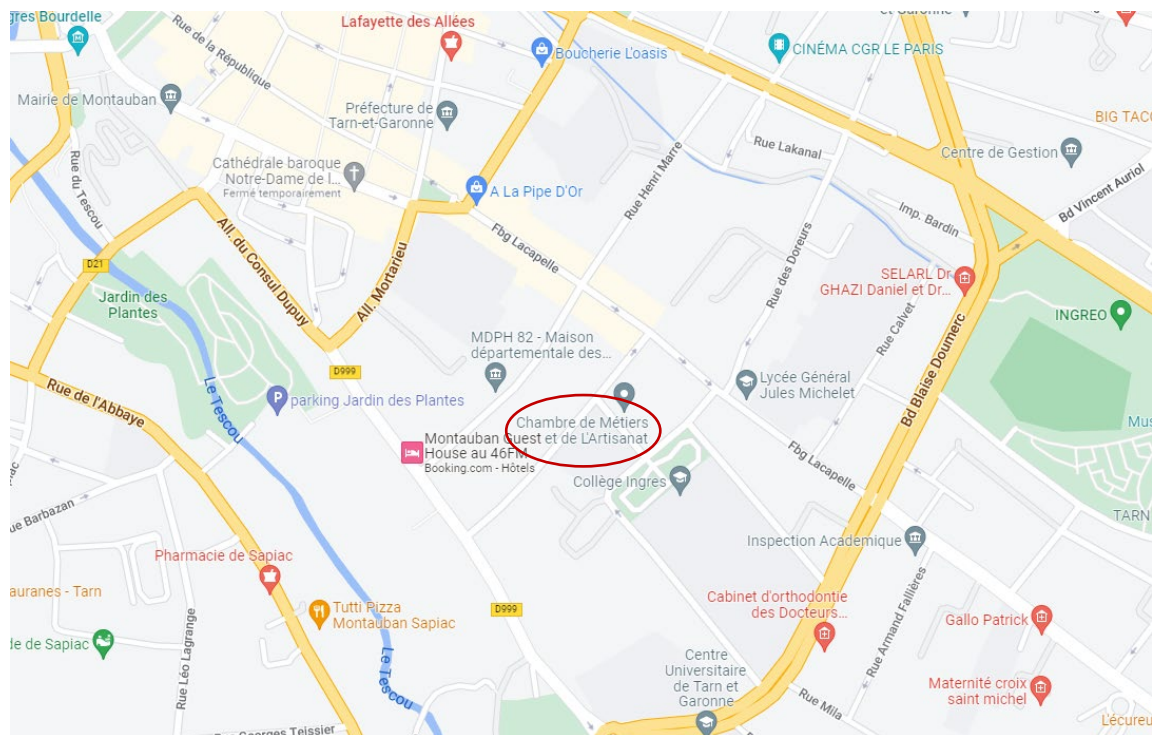 gres Bourdelle
Lafayette des Allées
et Garonne
Rue de la République
Boucherie L'oasis
CINÉMA CGR LE PARIS
Mairie de Montauban
Préfecture de
Tarn-et-Garonne
BIG TACO
Rue Lakanal
Centre de Gestion
Rue du Tescou
Cathédrale baroque
Notre-Dame de l...
Fermé temporairement
A La Pipe D'Or
Rue Henri Marre
Bd Vincent Auriol
Imp. Bardin
Fbg Lacapelle
All. du Consul Dupuy
All. Mortarieu
Rue des Doreurs
D21
SELARL Dr
GHAZI Daniel et Dr...
Jardin des
Plantes
INGREO
Rue Calvet
MDPH 82 - Maison
départementale des...
D999
Bd Blaise Doumerc
Rue de l'Abbaye
Le Tescou
parking Jardin des Plantes
Lycée Général
Jules Michelet
Chambre de Métiers
et de L'Artisanat
Mus
Montauban Guest
House au 46FM
Booking.com - Hôtels
Fbg Lacapelle
Collège Ingres
TARN
ue Barbazan
Inspection Académique
Pharmacie de Sapiac
auranes - Tarn
Tutti Pizza
Montauban Sapiac
D999
Cabinet d'orthodontie
des Docteurs...
Rue Armand Fallières
Gallo Patrick
de de Sapiac
Rue Léo Lagrange
Le Tescou
Centre
Universitaire
de Tarn et
Garonne
Maternité croix
saint michel
Rue Mila
L'écureu
Rue Georges Teissier